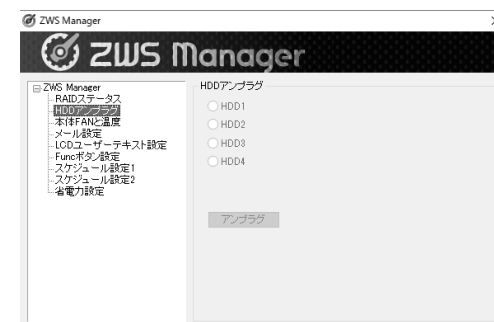 ZWS Manager
ZWS Manager
ZWS Manager
RAIDステータス
HDDアンプラグ
本体FANと温度
メール設定
LCDユーザーテキスト設定
Funcボタン設定
スケジュール設定1
スケジュール設定2
省電力設定
HDDアンプラグ
HDD1
HDD2
HDD3
HDD4
アンプラグ